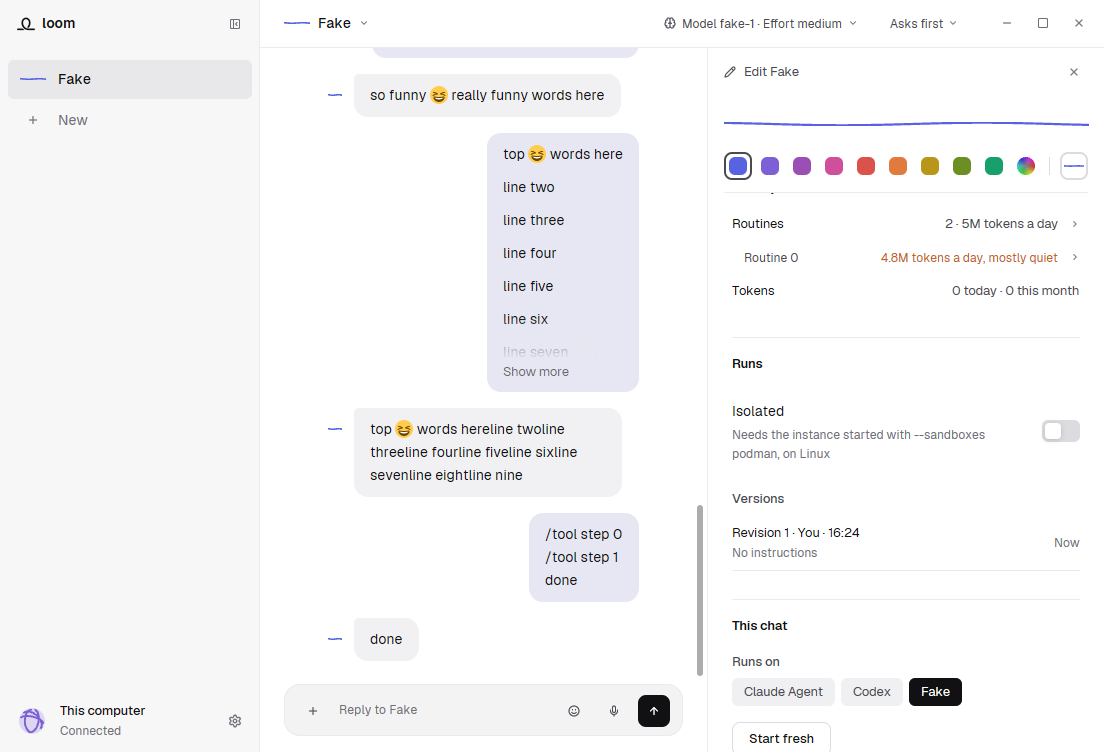 loom
Fake
New
This computer
Connected
Fake
Model fake-1 · Effort medium
Asks first
so funny 😆 really funny words here
top 😆 words here
line two
line three
line four
line five
line six
line seven
Show more
top 😆 words hereline twoline
threeline fourline fiveline sixline
sevenline eightline nine
/tool step 0
/tool step 1
done
done
Reply to Fake
Edit Fake
Routines
2 · 5M tokens a day
Routine 0
4.8M tokens a day, mostly quiet
Tokens
0 today · 0 this month
Runs
Isolated
Needs the instance started with --sandboxes
podman, on Linux
Versions
Revision 1 · You · 16:24
No instructions
Now
This chat
Runs on
Claude Agent
Codex
Fake
Start fresh